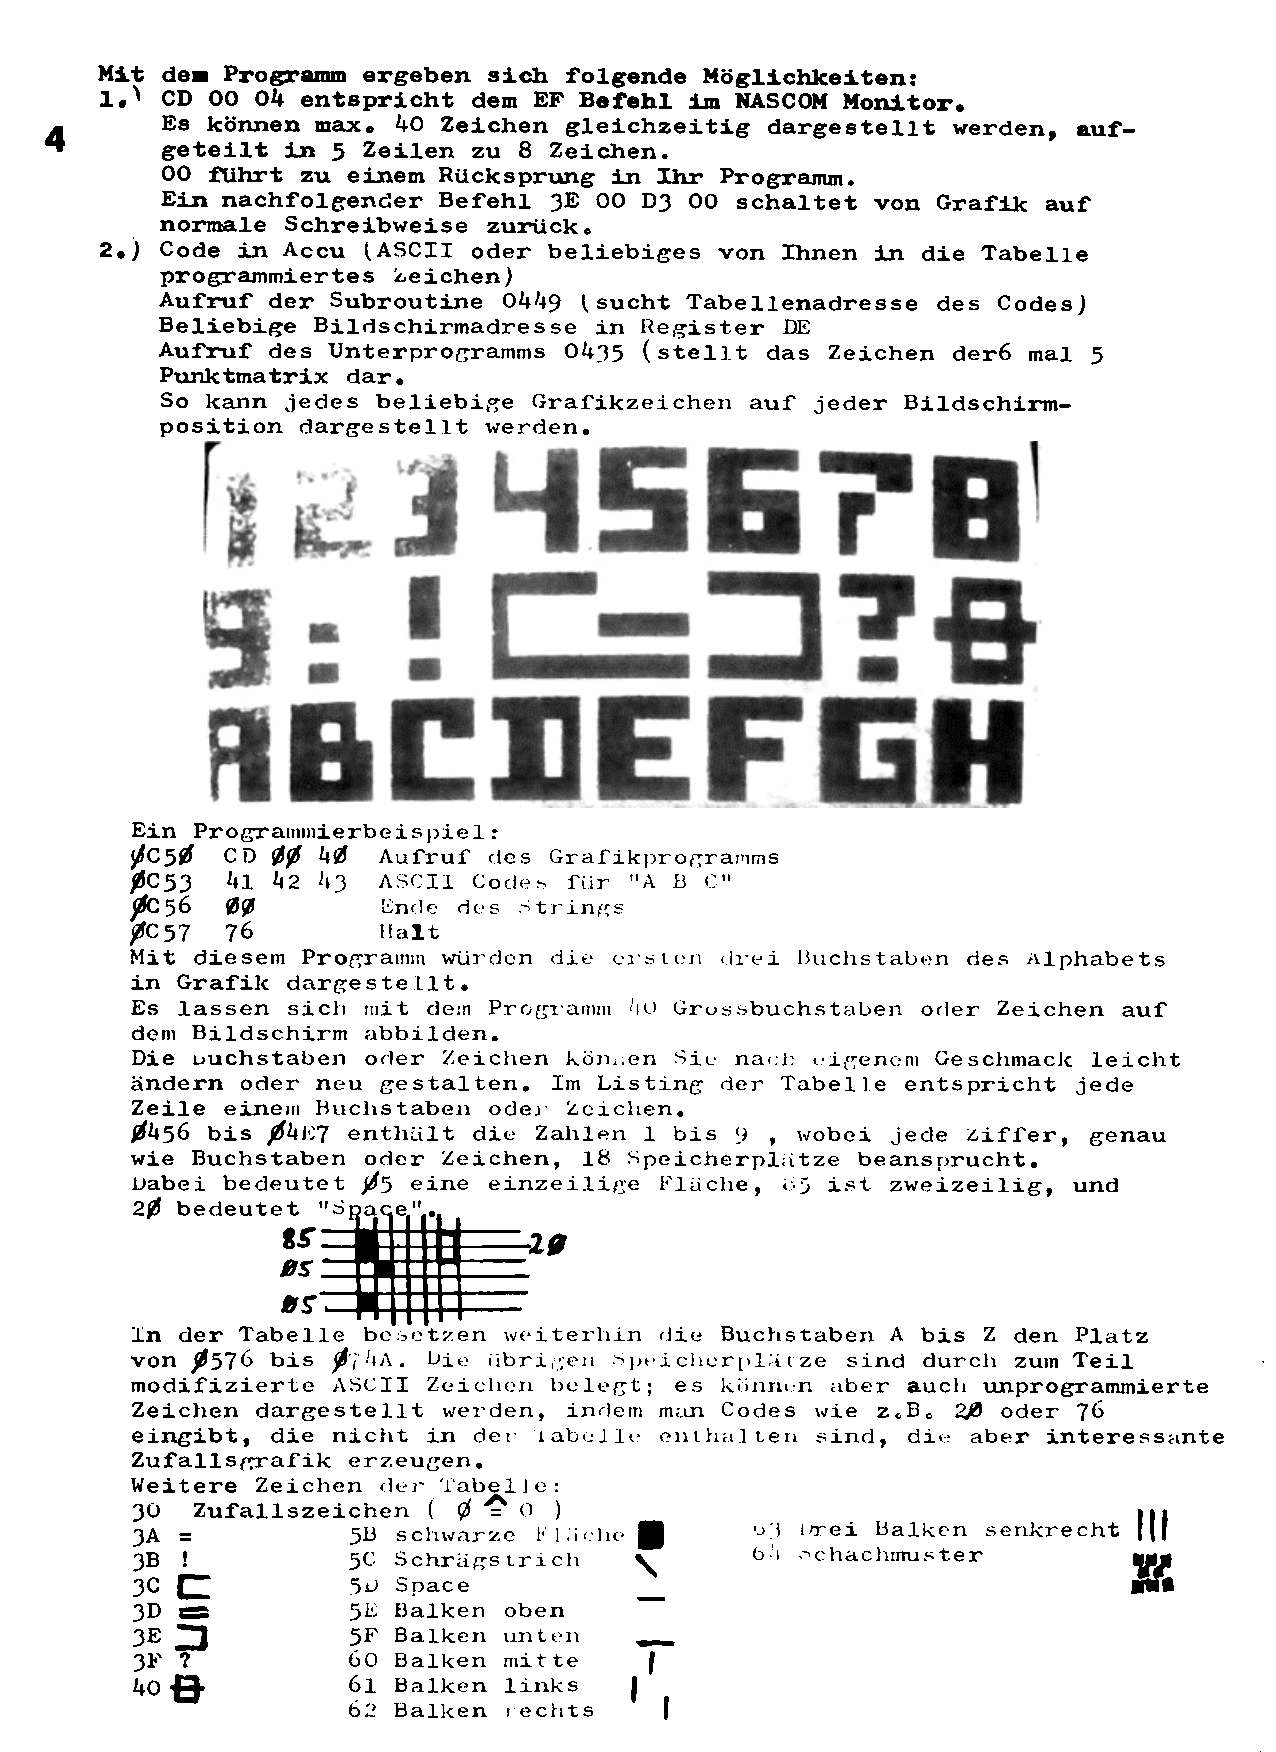 Mit dem Programm ergeben sich folgende Möglichkeiten:
1.) CD 00 04 entspricht dem EF Befehl im NASCOM Monitor.
Es können max. 40 Zeichen gleichzeitig dargestellt werden, auf-
4
geteilt in 5 Zeilen zu 8 Zeichen.
00 führt zu einem Rücksprung in Ihr Programm.
Ein nachfolgender Befehl 3E 00 D3 00 schaltet von Grafik auf
normale Schreibweise zurück.
2.) Code in Accu (ASCII oder beliebiges von Ihnen in die Tabelle
programmiertes Zeichen)
Aufruf der Subroutine 0449 (sucht Tabellenadresse des Codes)
Beliebige Bildschirmadresse in Register DE
Aufruf des Unterprogramms 0435 (stellt das Zeichen der6 mal 5
Punktmatrix dar.
So kann jedes beliebige Grafikzeichen auf jeder Bildschirm-
position dargestellt werden.
1 2 3 4 5 6 7 8
9 : ! ⊏ = ⊐ ? 8
A B C D E F G H
Ein Programmierbeispiel:
ØC5Ø CD ØØ 4Ø Aufruf des Grafikprogramms
ØC53 41 42 43 ASCII Codes für "A B C"
ØC56 ØØ Ende des Strings
ØC57 76 Halt
Mit diesem Programm würden die ersten drei Buchstaben des Alphabets
in Grafik dargestellt.
Es lassen sich mit dem Programm 40 Grossbuchstaben oder Zeichen auf
dem Bildschirm abbilden.
Die Buchstaben oder Zeichen können Sie nach eigenem Geschmack leicht
ändern oder neu gestalten. Im Listing der Tabelle entspricht jede
Zeile einem Buchstaben oder Zeichen.
Ø456 bis Ø4E7 enthält die Zahlen 1 bis 9 , wobei jede Ziffer, genau
wie Buchstaben oder Zeichen, 18 Speicherplätze beansprucht.
Dabei bedeutet Ø5 eine einzeilige Fläche, 85 ist zweizeilig, und
2Ø bedeutet "Space".
85 2Ø
Ø5
Ø5
In der Tabelle besetzen weiterhin die Buchstaben A bis Z den Platz
von Ø576 bis Ø74A. Die übrigen Speicherplätze sind durch zum Teil
modifizierte ASCII Zeichen belegt; es können aber auch unprogrammierte
Zeichen dargestellt werden, indem man Codes wie z.B. 2Ø oder 76
eingibt, die nicht in der Tabelle enthalten sind, die aber interessante
Zufallsgrafik erzeugen.
Weitere Zeichen der Tabelle:
30 Zufallszeichen ( Ø ≙ 0 )
3A = 5B schwarze Fläche ■ 63 Drei Balken senkrecht |||
3B ! 5C Schrägstrich \ 64 Schachmuster
3C ⊏ 5D Space
3D = 5E Balken oben
3E ⊐ 5F Balken unten
3F ? 60 Balken mitte
40 8 61 Balken links
62 Balken rechts